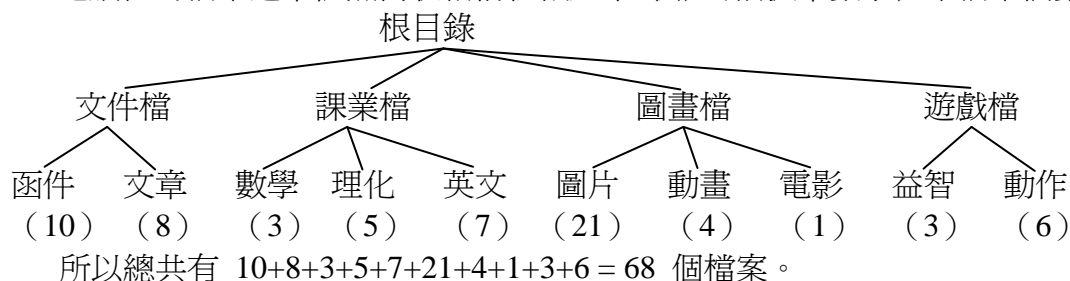 根目錄
文件檔 課業檔 圖畫檔 遊戲檔
函件 文章 數學 理化 英文 圖片 動畫 電影 益智 動作
（10） （8） （3） （5） （7） （21） （4） （1） （3） （6）
所以總共有 10+8+3+5+7+21+4+1+3+6 = 68 個檔案。